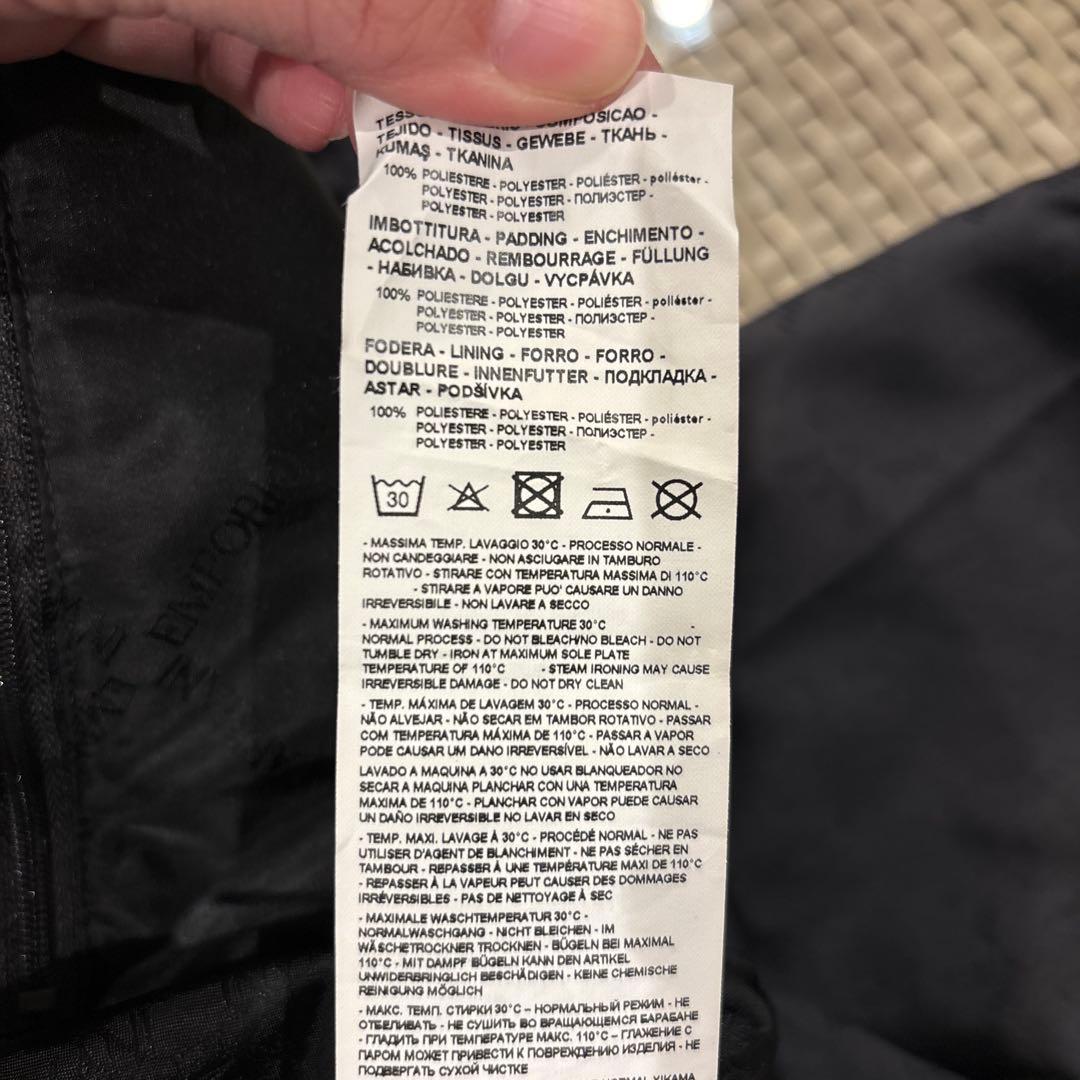 COMPOSICAO -
TEJIDO - TISSUS - GEWEBE - ТКАНЬ -
KUMAŞ - TKANINA
100% POLIESTERE - POLYESTER - POLIÉSTER - poliéster -
POLYESTER - POLYESTER - ПОЛИЭСТЕР -
POLYESTER - POLYESTER
IMBOTTITURA - PADDING - ENCHIMENTO -
ACOLCHADO - REMBOURRAGE - FÜLLUNG
- НАБИВКА - DOLGU - VYCPÁVKA
100% POLIESTERE - POLYESTER - POLIÉSTER - poliéster -
POLYESTER - POLYESTER - ПОЛИЭСТЕР -
POLYESTER - POLYESTER
FODERA - LINING - FORRO - FORRO -
DOUBLURE - INNENFUTTER - ПОДКЛАДКА -
ASTAR - PODŠÍVKA
100% POLIESTERE - POLYESTER - POLIÉSTER - poliéster -
POLYESTER - POLYESTER - ПОЛИЭСТЕР -
POLYESTER - POLYESTER
30
- MASSIMA TEMP. LAVAGGIO 30°C - PROCESSO NORMALE -
NON CANDEGGIARE - NON ASCIUGARE IN TAMBURO
ROTATIVO - STIRARE CON TEMPERATURA MASSIMA DI 110°C
- STIRARE A VAPORE PUO' CAUSARE UN DANNO
IRREVERSIBILE - NON LAVARE A SECCO
- MAXIMUM WASHING TEMPERATURE 30°C -
NORMAL PROCESS - DO NOT BLEACH/NO BLEACH - DO NOT
TUMBLE DRY - IRON AT MAXIMUM SOLE PLATE
TEMPERATURE OF 110°C - STEAM IRONING MAY CAUSE
IRREVERSIBLE DAMAGE - DO NOT DRY CLEAN
- TEMP. MÁXIMA DE LAVAGEM 30°C - PROCESSO NORMAL -
NÃO ALVEJAR - NÃO SECAR EM TAMBOR ROTATIVO - PASSAR
COM TEMPERATURA MÁXIMA DE 110°C - PASSAR A VAPOR
PODE CAUSAR UM DANO IRREVERSÍVEL - NÃO LAVAR A SECO
LAVADO A MAQUINA A 30°C NO USAR BLANQUEADOR NO
SECAR A MAQUINA PLANCHAR CON UNA TEMPERATURA
MAXIMA DE 110°C - PLANCHAR CON VAPOR PUEDE CAUSAR
UN DAÑO IRREVERSIBLE NO LAVAR EN SECO
- TEMP. MAXI. LAVAGE À 30°C - PROCÉDÉ NORMAL - NE PAS
UTILISER D'AGENT DE BLANCHIMENT - NE PAS SÉCHER EN
TAMBOUR - REPASSER À UNE TEMPÉRATURE MAXI DE 110°C
- REPASSER À LA VAPEUR PEUT CAUSER DES DOMMAGES
IRRÉVERSIBLES - PAS DE NETTOYAGE À SEC
- MAXIMALE WASCHTEMPERATUR 30°C -
NORMALWASCHGANG - NICHT BLEICHEN - IM
WÄSCHETROCKNER TROCKNEN - BÜGELN BEI MAXIMAL
110°C - MIT DAMPF BÜGELN KANN DEN ARTIKEL
UNWIDERBRINGLICH BESCHÄDIGEN - KEINE CHEMISCHE
REINIGUNG MÖGLICH
- МАКС. ТЕМП. СТИРКИ 30°C – НОРМАЛЬНЫЙ РЕЖИМ - НЕ
ОТБЕЛИВАТЬ - НЕ СУШИТЬ ВО ВРАЩАЮЩЕМСЯ БАРАБАНЕ
- ГЛАДИТЬ ПРИ ТЕМПЕРАТУРЕ МАКС. 110°C – ГЛАЖЕНИЕ С
ПАРОМ МОЖЕТ ПРИВЕСТИ К ПОВРЕЖДЕНИЮ ИЗДЕЛИЯ - НЕ
ПОДВЕРГАТЬ СУХОЙ ЧИСТКЕ
NORMAL YIKAMA